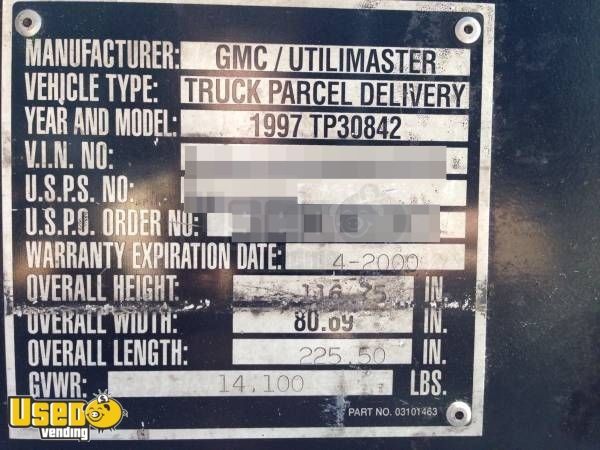 MANUFACTURER: GMC / UTILIMASTER
VEHICLE TYPE: TRUCK PARCEL DELIVERY
YEAR AND MODEL: 1997 TP30842
V.I.N. NO:
U.S.P.S. NO:
U.S.P.U. ORDER NO:
WARRANTY EXPIRATION DATE: 4-2000
OVERALL HEIGHT: 116.75 IN.
OVERALL WIDTH: 80.69 IN.
OVERALL LENGTH: 225.50 IN.
GVWR: 14,100 LBS.
PART NO. 03101463
Used
vending